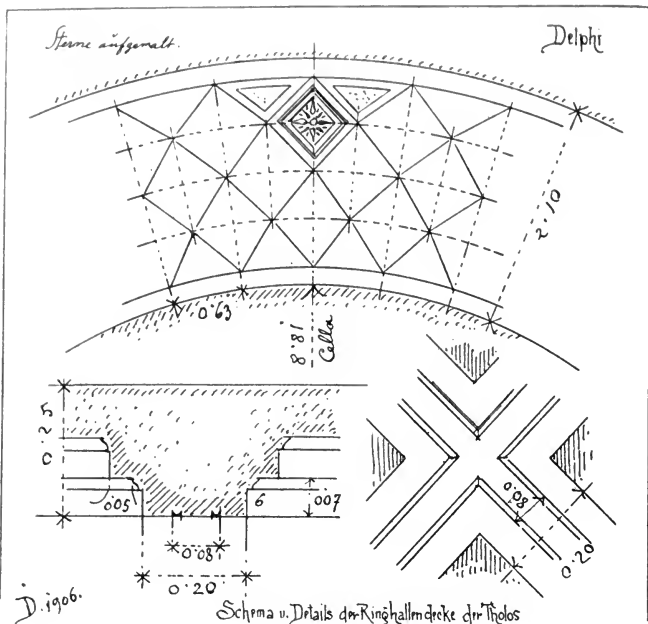 Sterne aufgemalt.
Delphi
2·10
0·63
8·81
Cella
0·25
0·05
9
0·07
0·08
0·20
0·08
0·20
D. 1906.
Schema u. Details der Ringhallendecke der Tholos